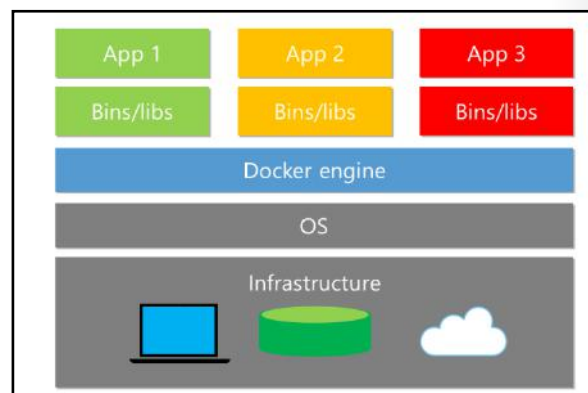 App 1 App 2 App 3
Bins/libs Bins/libs Bins/libs
Docker engine
OS
Infrastructure